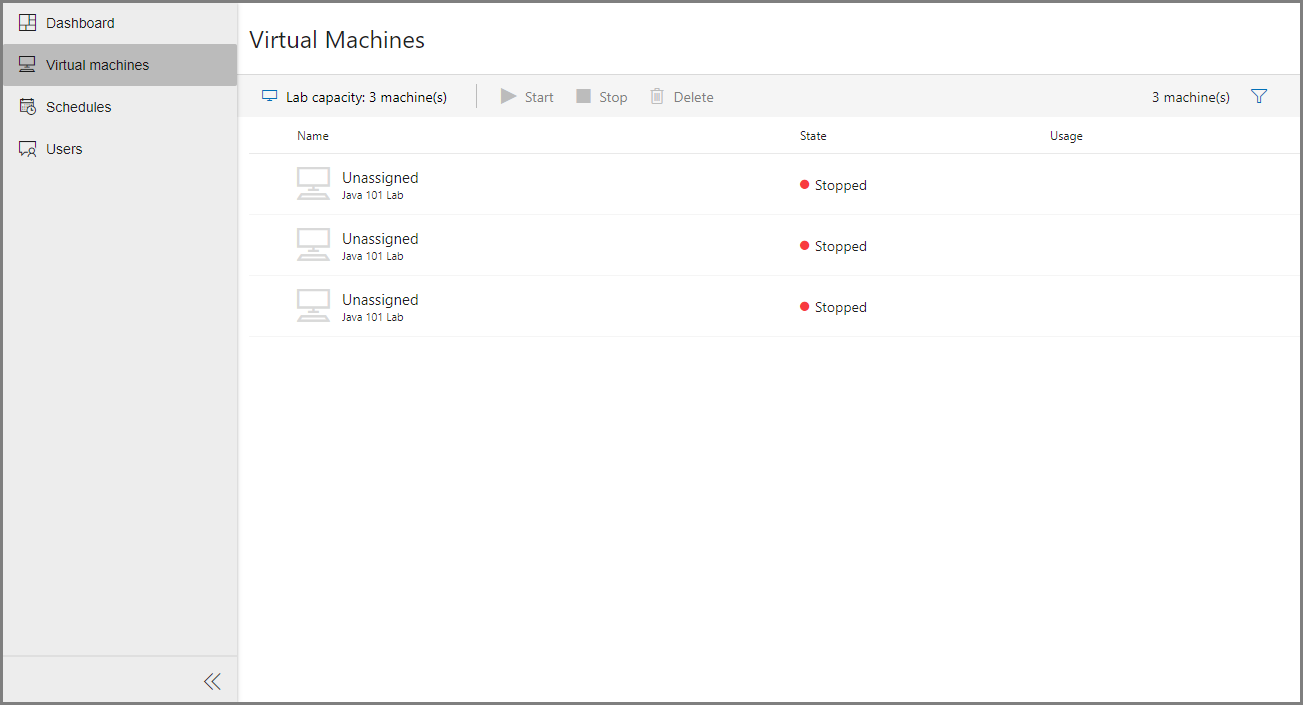 Dashboard
Virtual machines
Schedules
Users
Virtual Machines
Lab capacity: 3 machine(s) Start Stop Delete 3 machine(s)
Name State Usage
Unassigned
Java 101 Lab
Stopped
Unassigned
Java 101 Lab
Stopped
Unassigned
Java 101 Lab
Stopped